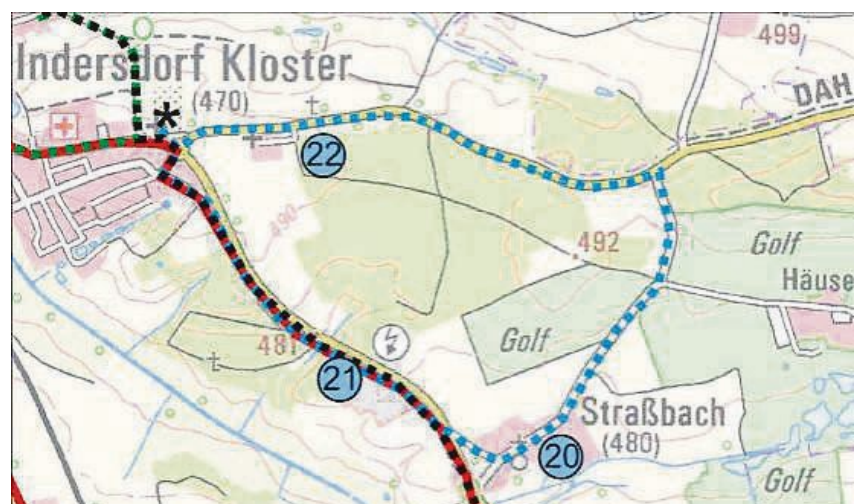 499
Indersdorf Kloster
(470)
DAH
22
490
492
Golf
Häuse
481
Golf
21
Straßbach
(480)
20
Golf